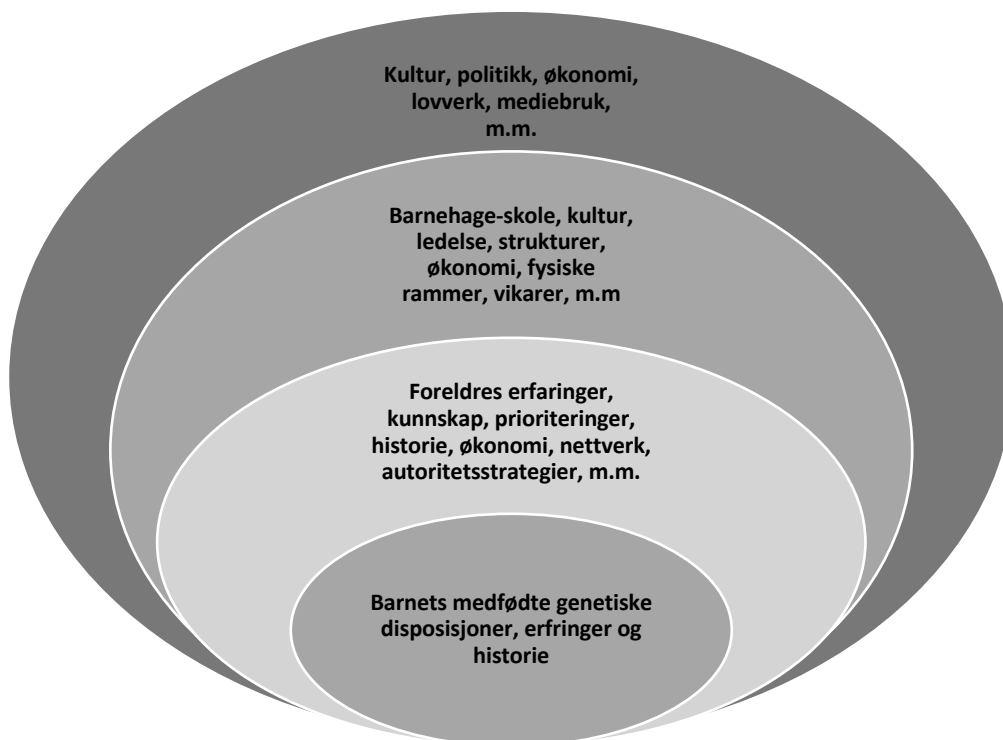 Kultur, politikk, økonomi,
lovverk, mediebruk,
m.m.
Barnehage-skole, kultur,
ledelse, strukturer,
økonomi, fysiske
rammer, vikarer, m.m
Foreldres erfaringer,
kunnskap, prioriteringer,
historie, økonomi, nettverk,
autoritetsstrategier, m.m.
Barnets medfødte genetiske
disposisjoner, erfringer og
historie